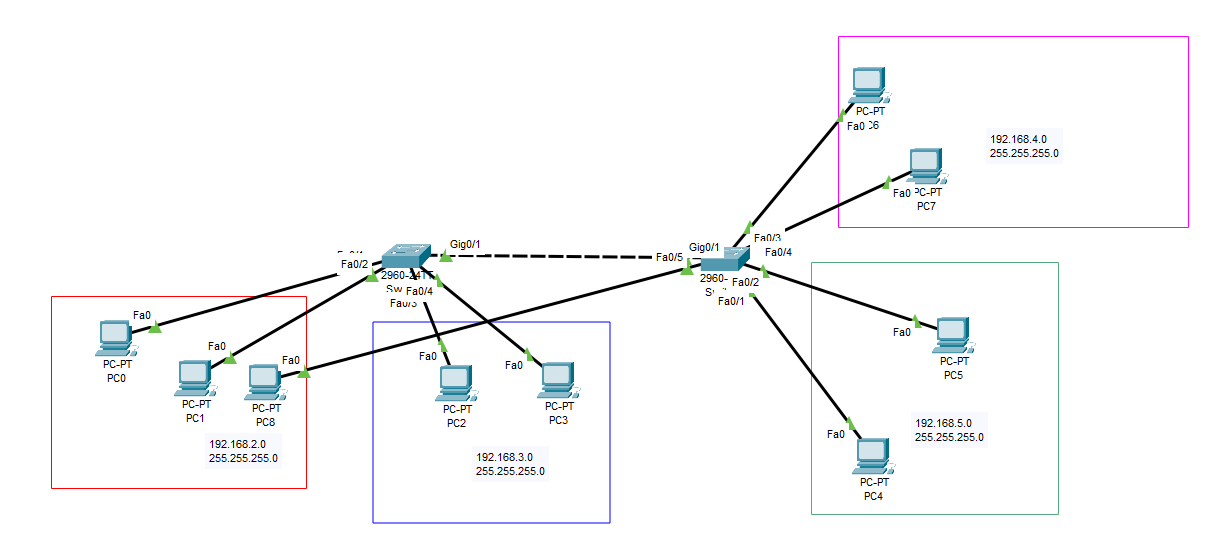 PC-PT
Fa0
192.168.4.0
255.255.255.0
Fa0
PC-PT
PC7
Fa0/3
Gig0/1
Gig0/1
Fa0/4
Fa0/2
Fa0/5
2960-24TT
2960-
Fa0/2
Fa0/4
Fa0/3
Fa0/1
Fa0
Fa0
Fa0
PC-PT
PC0
Fa0
Fa0
Fa0
PC-PT
PC5
PC-PT
PC1
PC-PT
PC8
PC-PT
PC2
PC-PT
PC3
192.168.2.0
255.255.255.0
192.168.3.0
255.255.255.0
192.168.5.0
255.255.255.0
Fa0
PC-PT
PC4